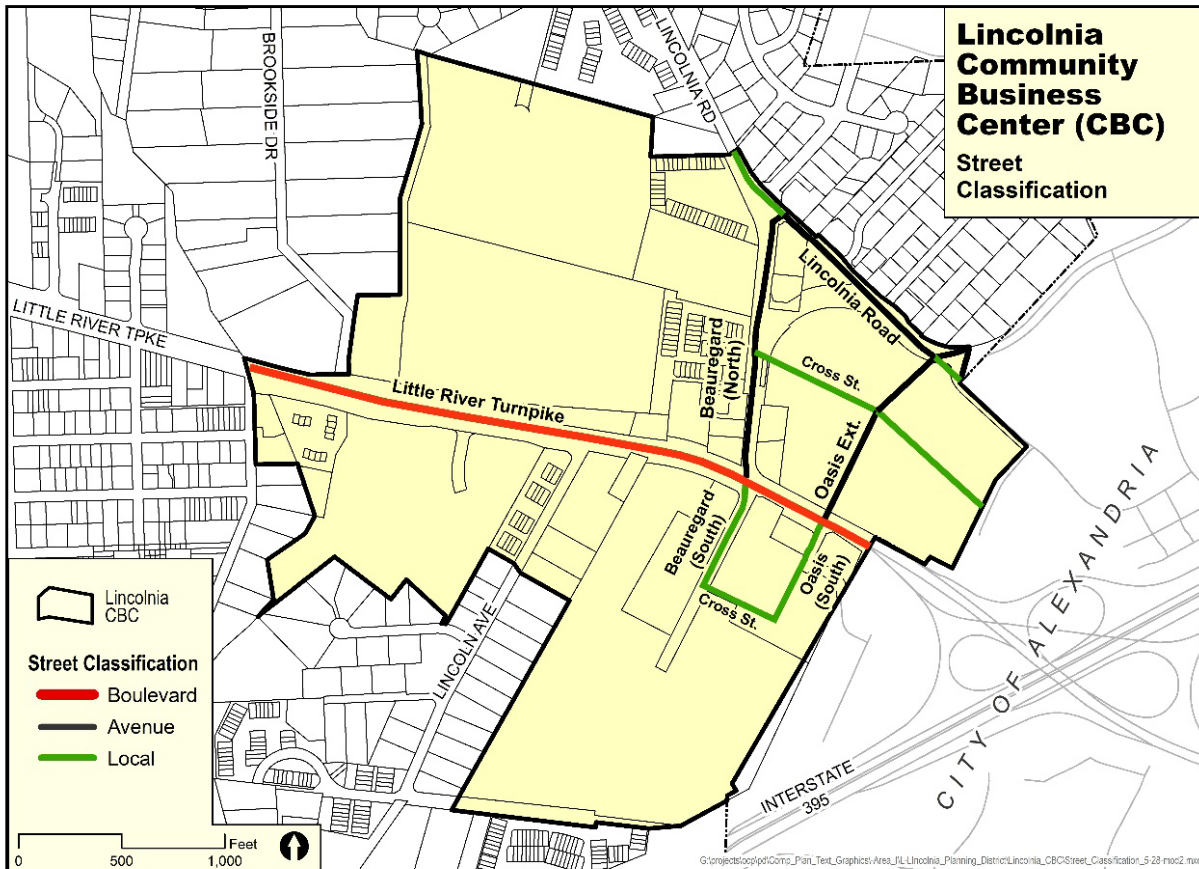 Lincolnia
Community
Business
Center (CBC)
Street
Classification
BROOKSIDE DR
LINCOLNIA RD
LITTLE RIVER TPKE
Lincolnia Road
Beauregard
(North)
Cross St.
Little River Turnpike
Oasis Ext.
Beauregard
(South)
Oasis
(South)
Cross St.
LINCOLN AVE
CITY OF ALEXANDRIA
INTERSTATE
395
Lincolnia
CBC
Street Classification
Boulevard
Avenue
Local
Feet
0 500 1,000